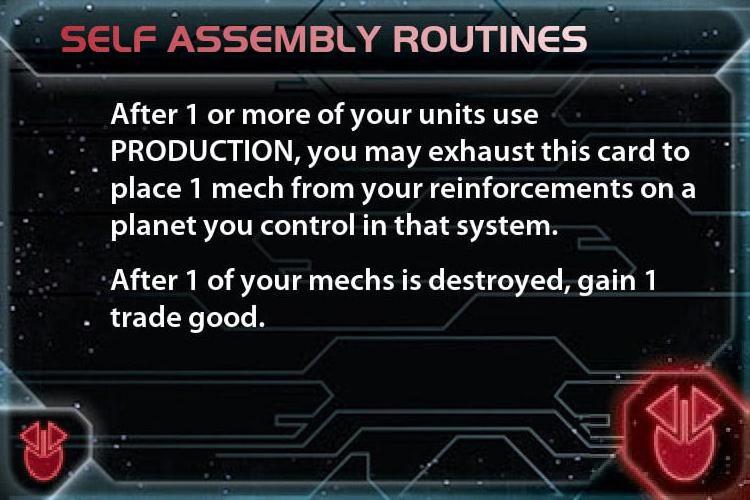 SELF ASSEMBLY ROUTINES
After 1 or more of your units use
PRODUCTION, you may exhaust this card to
place 1 mech from your reinforcements on a
planet you control in that system.
After 1 of your mechs is destroyed, gain 1
trade good.